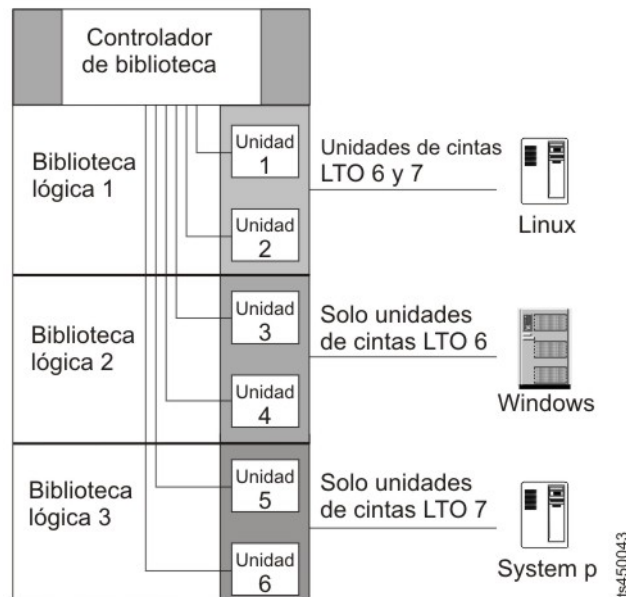 Controlador
de biblioteca
Biblioteca
lógica 1
Unidad
1
Unidad
2
Unidades de cintas
LTO 6 y 7
Linux
Biblioteca
lógica 2
Unidad
3
Unidad
4
Solo unidades
de cintas LTO 6
Windows
Biblioteca
lógica 3
Unidad
5
Unidad
6
Solo unidades
de cintas LTO 7
System p
ts450043